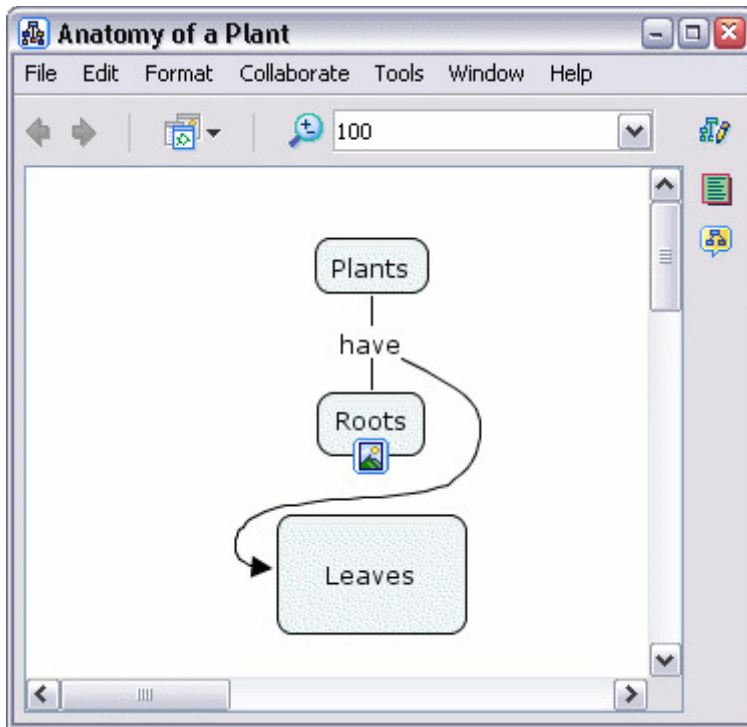 Anatomy of a Plant
File Edit Format Collaborate Tools Window Help
100
Plants
have
Roots
Leaves